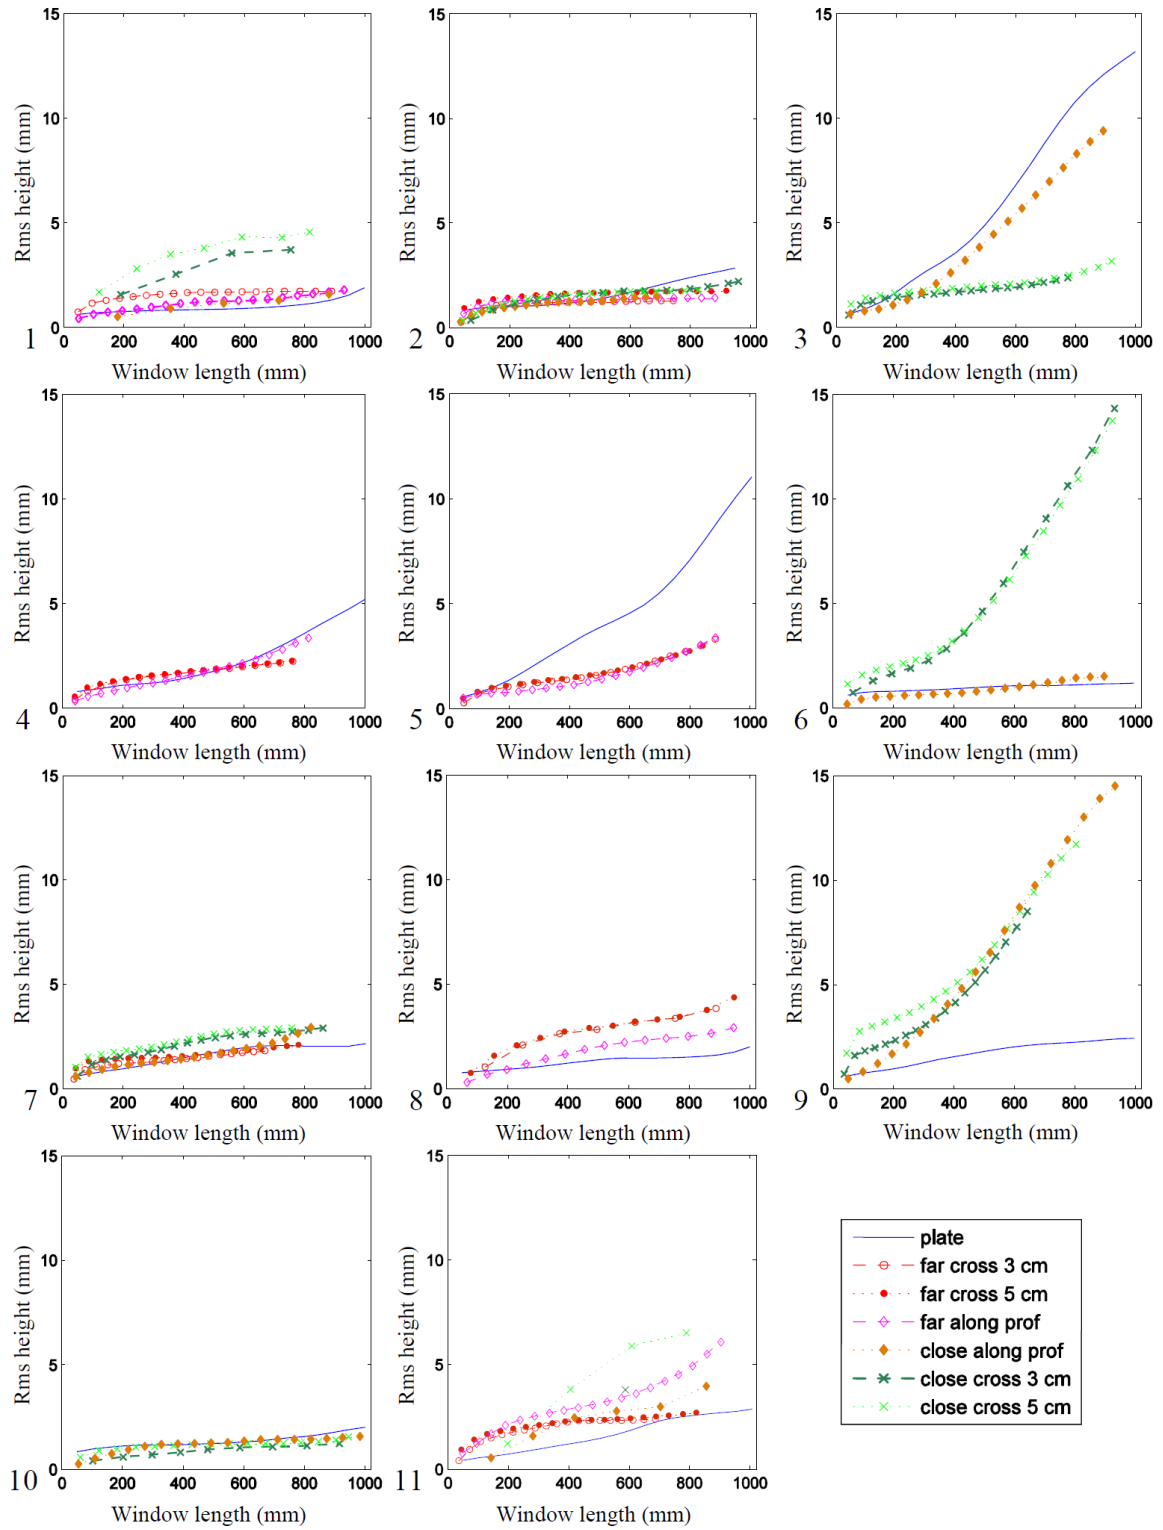 15
10
5
0
Rms height (mm)
0 200 400 600 800 1000
Window length (mm)
1
15
10
5
0
Rms height (mm)
0 200 400 600 800 1000
Window length (mm)
2
15
10
5
0
Rms height (mm)
0 200 400 600 800 1000
Window length (mm)
3
15
10
5
0
Rms height (mm)
0 200 400 600 800 1000
Window length (mm)
4
15
10
5
0
Rms height (mm)
0 200 400 600 800 1000
Window length (mm)
5
15
10
5
0
Rms height (mm)
0 200 400 600 800 1000
Window length (mm)
6
15
10
5
0
Rms height (mm)
0 200 400 600 800 1000
Window length (mm)
7
15
10
5
0
Rms height (mm)
0 200 400 600 800 1000
Window length (mm)
8
15
10
5
0
Rms height (mm)
0 200 400 600 800 1000
Window length (mm)
9
15
10
5
0
Rms height (mm)
0 200 400 600 800 1000
Window length (mm)
10
15
10
5
0
Rms height (mm)
0 200 400 600 800 1000
Window length (mm)
11
plate
far cross 3 cm
far cross 5 cm
far along prof
close along prof
close cross 3 cm
close cross 5 cm